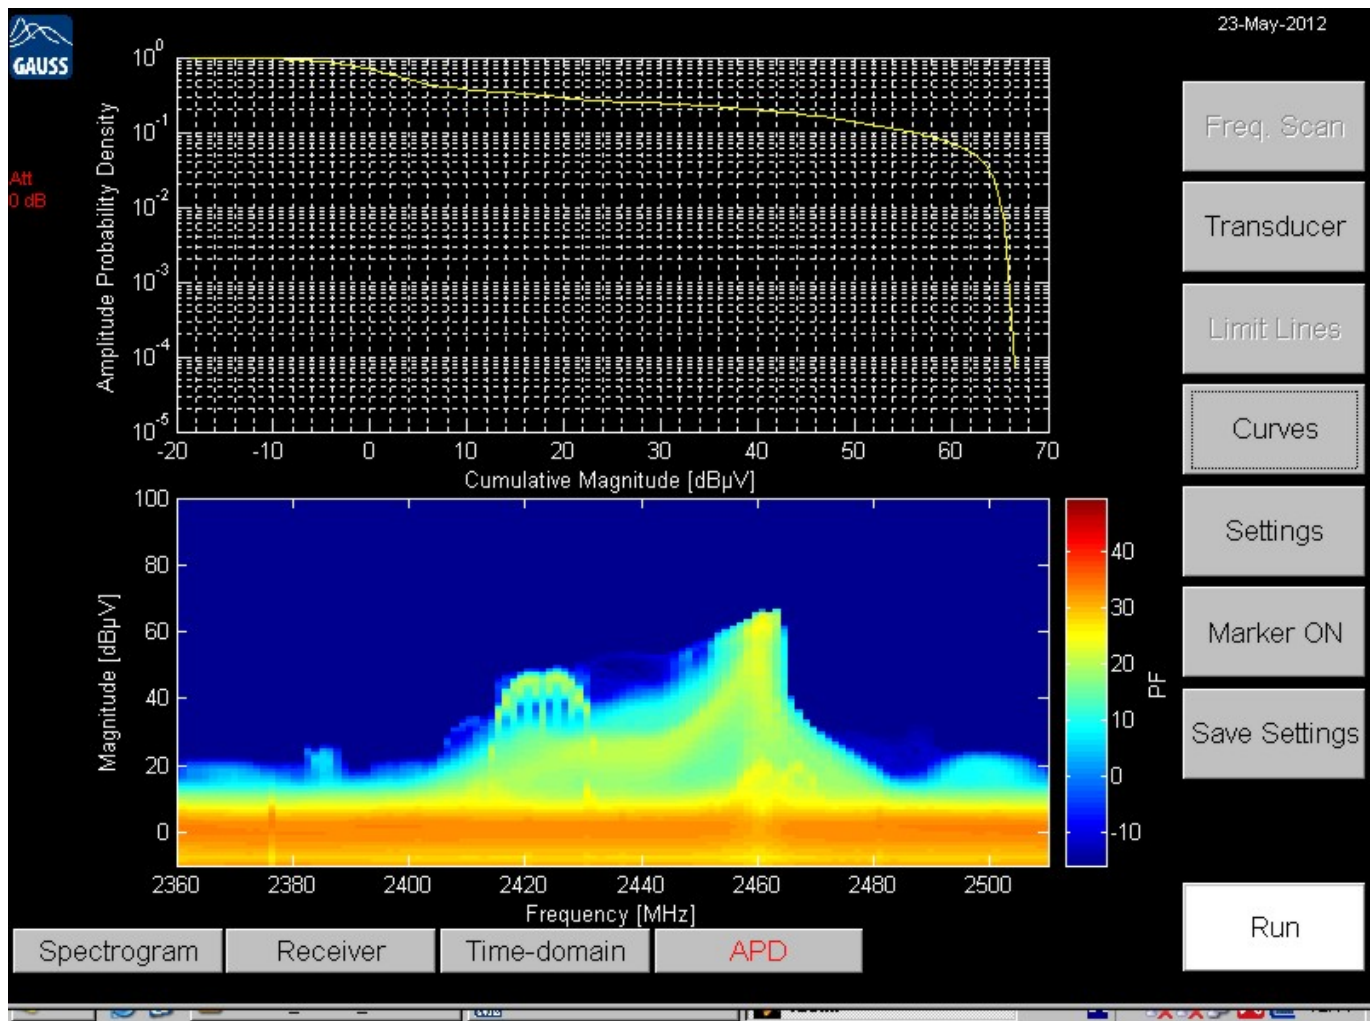 GAUSS
23-May-2012
Att
0 dB
Amplitude Probability Density
10^0
10^-1
10^-2
10^-3
10^-4
10^-5
-20 -10 0 10 20 30 40 50 60 70
Cumulative Magnitude [dBµV]
Magnitude [dBµV]
100
80
60
40
20
0
2360 2380 2400 2420 2440 2460 2480 2500
Frequency [MHz]
40
30
20
10
0
-10
PF
Freq. Scan
Transducer
Limit Lines
Curves
Settings
Marker ON
Save Settings
Run
Spectrogram Receiver Time-domain APD